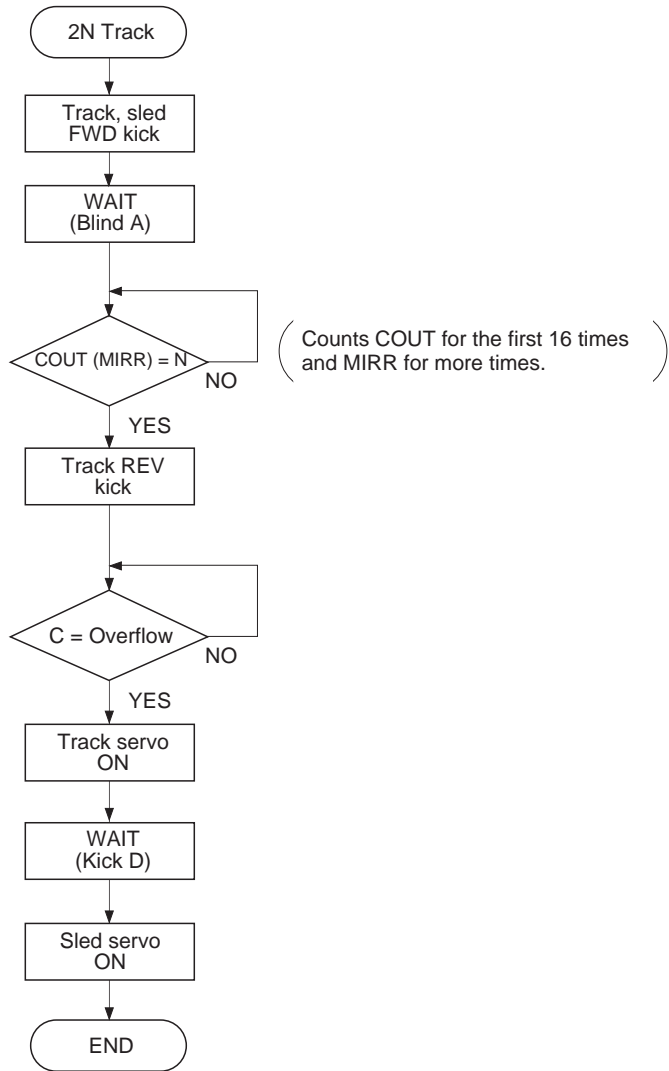 2N Track
Track, sled
FWD kick
WAIT
(Blind A)
COUT (MIRR) = N
NO
Counts COUT for the first 16 times
and MIRR for more times.
YES
Track REV
kick
C = Overflow
NO
YES
Track servo
ON
WAIT
(Kick D)
Sled servo
ON
END